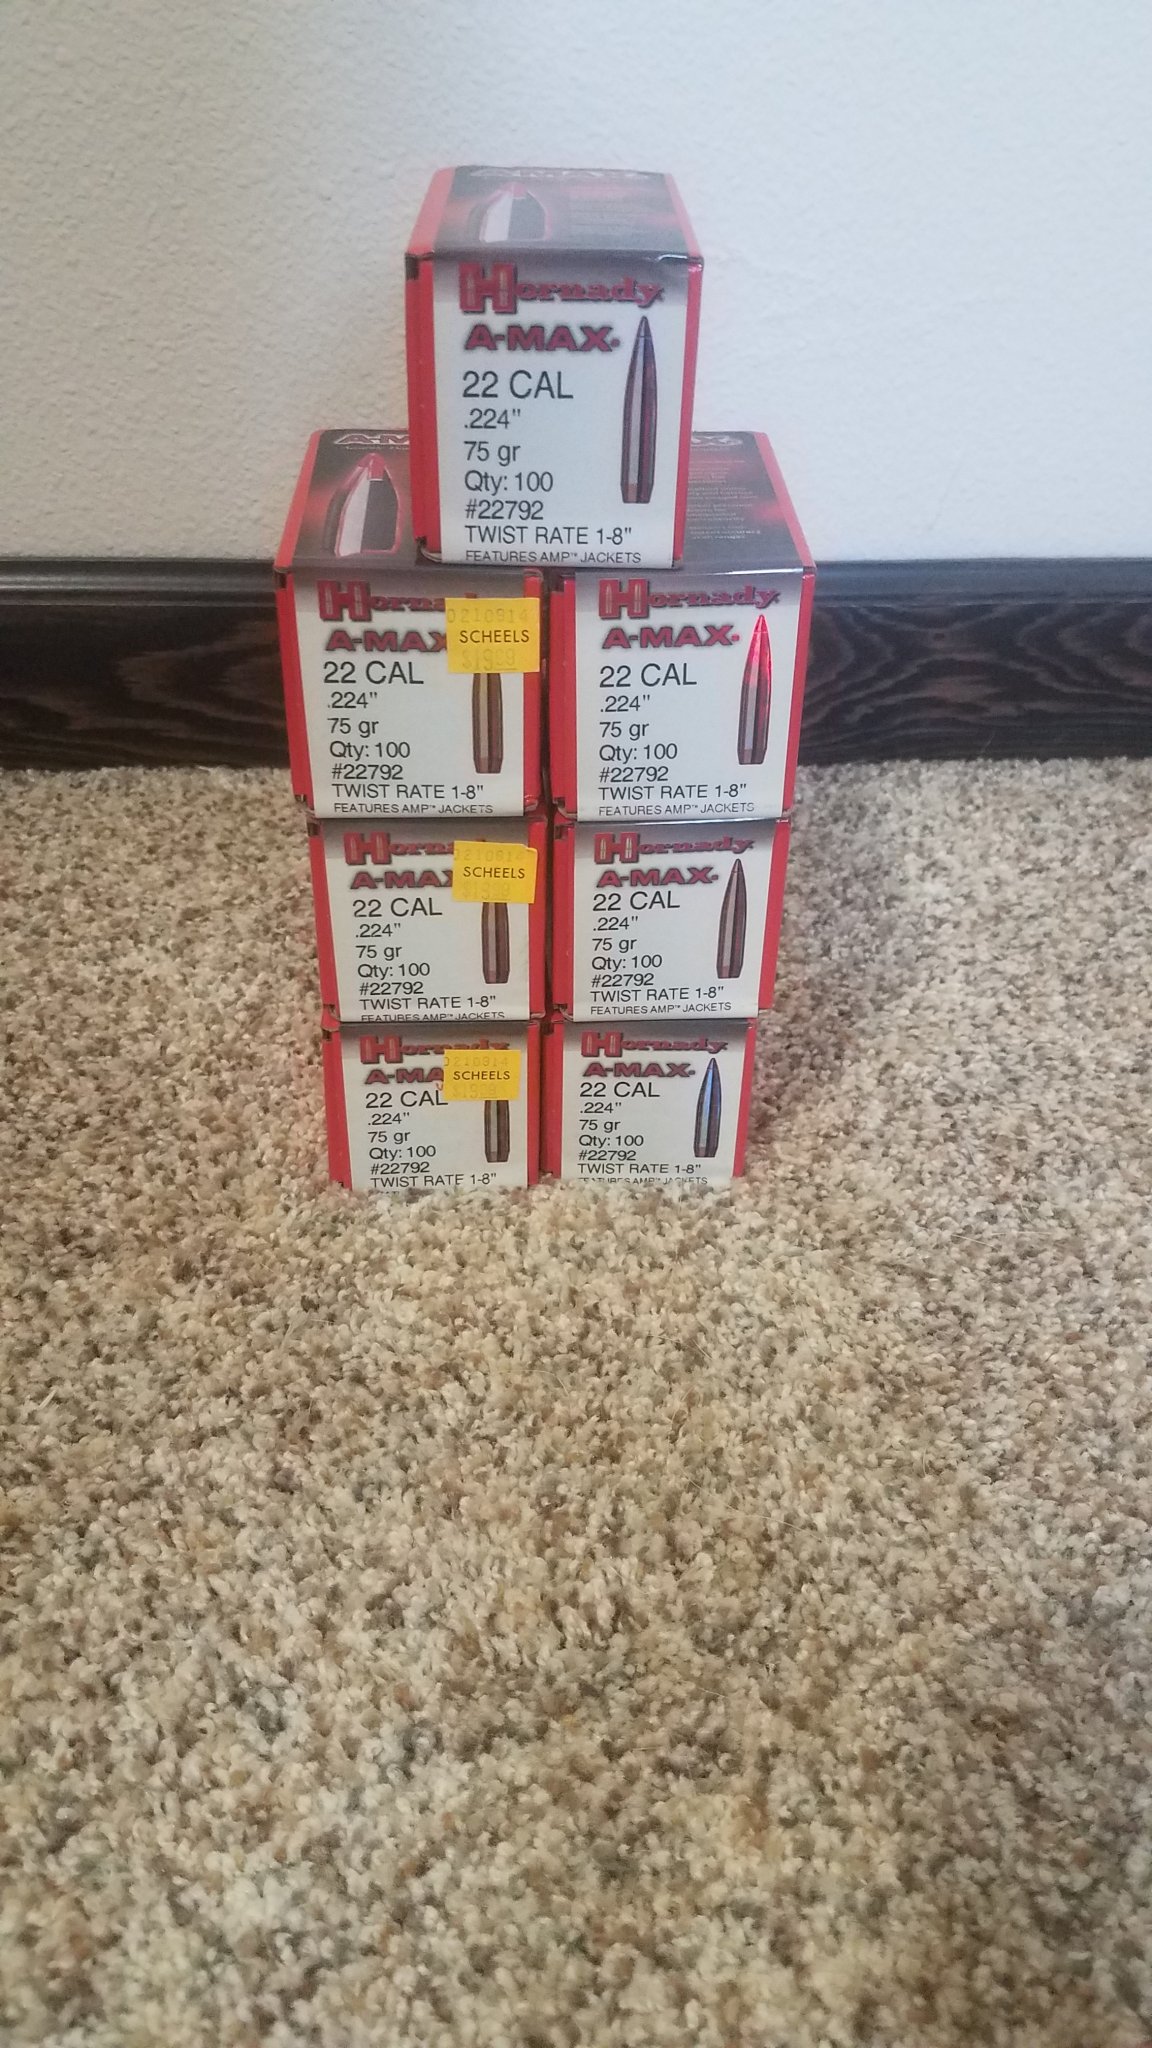 Hornady
A-MAX
22 CAL
.224"
75 gr
Qty: 100
#22792
TWIST RATE 1-8"
FEATURES AMP™ JACKETS
Hornady
A-MAX
0210814
SCHEELS
22 CAL
.224"
75 gr
Qty: 100
#22792
TWIST RATE 1-8"
FEATURES AMP™ JACKETS
Hornady
A-MAX
22 CAL
.224"
75 gr
Qty: 100
#22792
TWIST RATE 1-8"
FEATURES AMP™ JACKETS
SCHEELS
22 CAL
.224"
75 gr
Qty: 100
#22792
TWIST RATE 1-8"
FEATURES AMP™ JACKETS
Hornady
A-MAX
22 CAL
.224"
75 gr
Qty: 100
#22792
TWIST RATE 1-8"
FEATURES AMP™ JACKETS
SCHEELS
22 CAL
.224"
75 gr
Qty: 100
#22792
TWIST RATE 1-8"
Hornady
A-MAX
22 CAL
.224"
75 gr
Qty: 100
#22792
TWIST RATE 1-8"
FEATURES AMP™ JACKETS